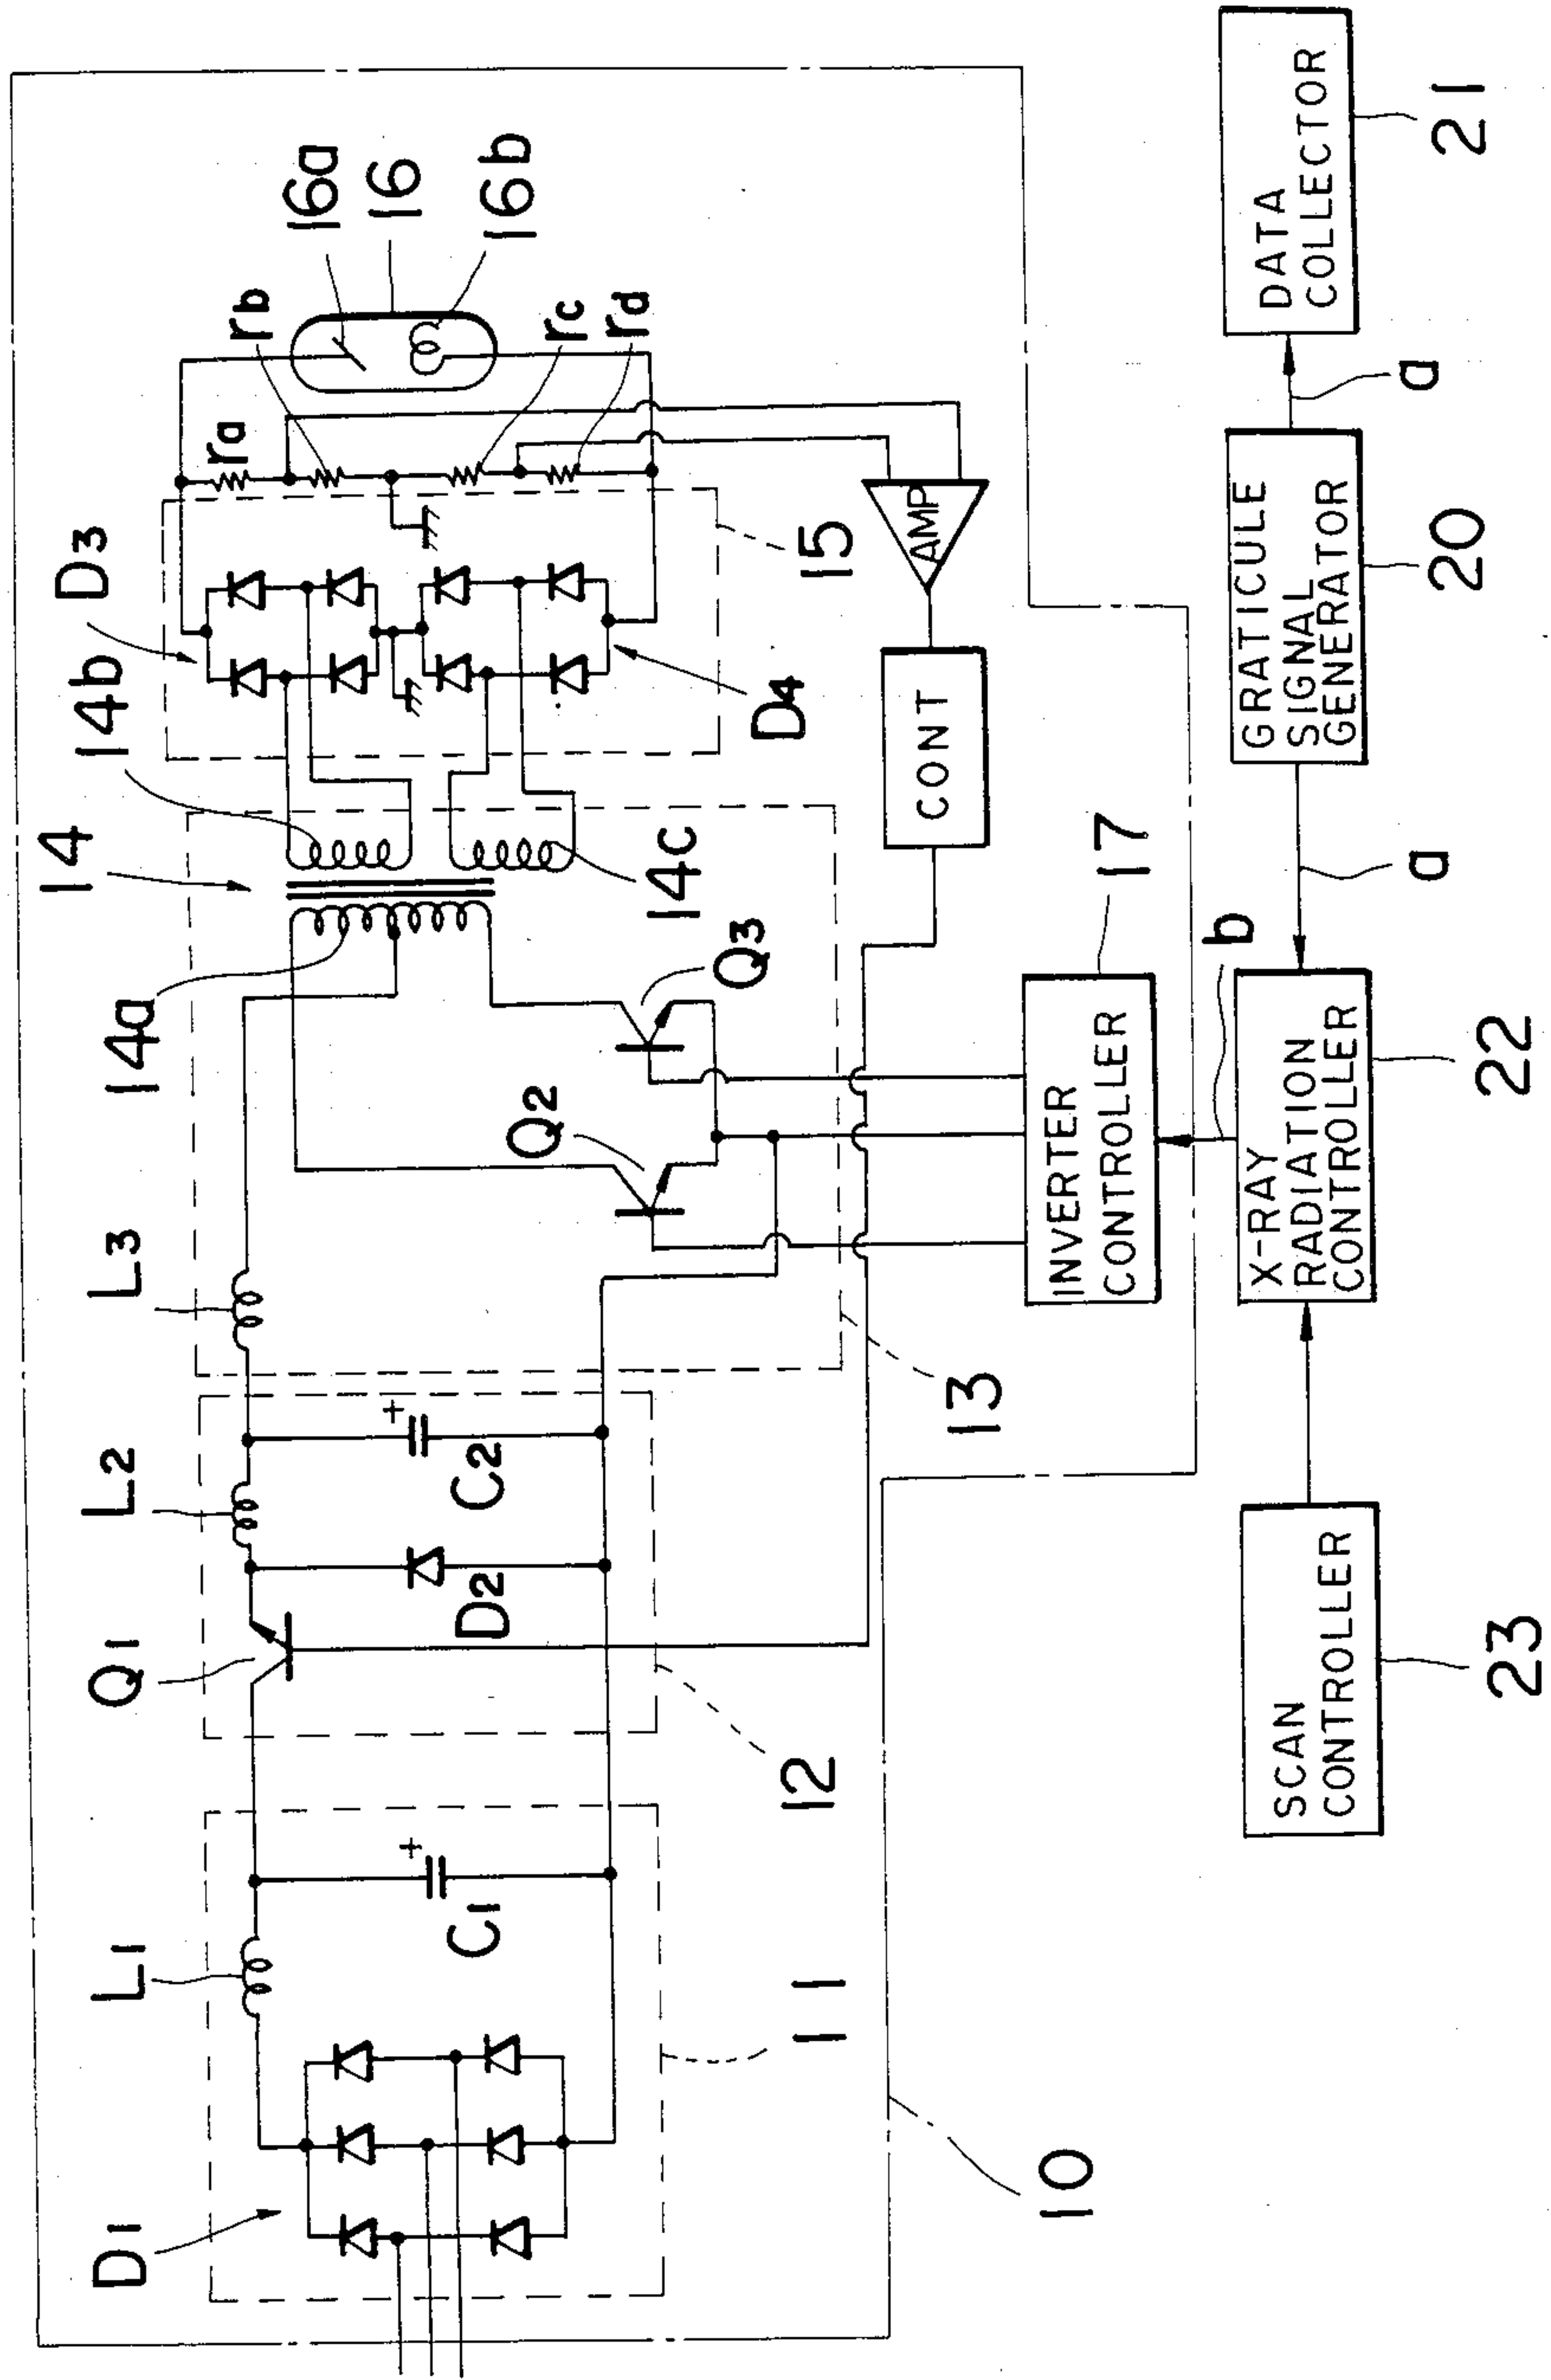 14
D3
14b
rb
16a
16
16b
ra
rc
rd
D1
L1
Q1
L2
L3
14a
Q2
Q3
14c
D4
15
+
C1
D2
+
C2
AMP
CONT
11
12
13
17
10
INVERTER
CONTROLLER
b
SCAN
CONTROLLER
23
X-RAY
RADIATION
CONTROLLER
22
a
GRATICULE
SIGNAL
GENERATOR
20
a
DATA
COLLECTOR
21